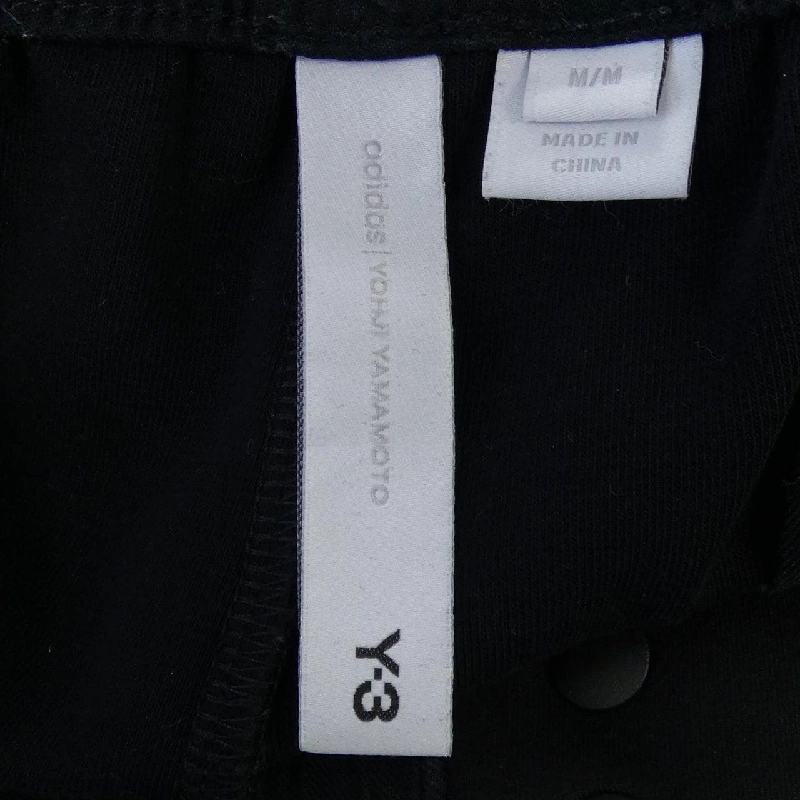 adidas | YOHJI YAMAMOTO
Y-3
M/M
MADE IN
CHINA